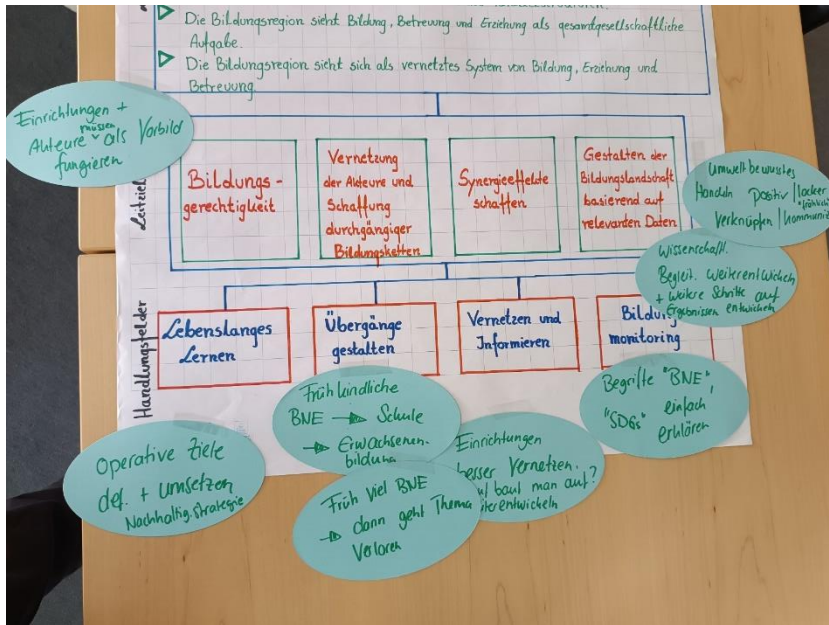 Die Bildungsregion sieht Bildung, Betreuung und Erziehung als gesamtgesellschaftliche
Aufgabe.
Die Bildungsregion sieht sich als vernetztes System von Bildung, Erziehung und
Betreuung.
Einrichtungen +
Akteure müssen als Vorbild
fungieren
Leitziele
Bildungs-
gerechtigkeit
Vernetzung
der Akteure und
Schaffung
durchgängiger
Bildungsketten
Synergieeffekte
schaffen
Gestalten der
Bildungslandschaft
basierend auf
relevanten Daten
Umweltbewusstes
Handeln positiv/locker
"fröhlich"
verknüpfen/
Wissenschaftl.
Begleit. weiterentwickeln
+ weitere Schritte auf
Ergebnissen entwickeln
Handlungsfelder
Lebenslanges
Lernen
Übergänge
gestalten
Vernetzen und
Informieren
Bildungs
monitoring
Frühkindliche
BNE → Schule
→ Erwachsenen-
bildung
Begriffe "BNE",
"SDGs" einfach
erklären
Operative Ziele
def. + umsetzen
Nachhaltig.strategie
Einrichtungen
besser vernetzen.
baut man auf?
Früh viel BNE
→ dann geht Thema
verloren